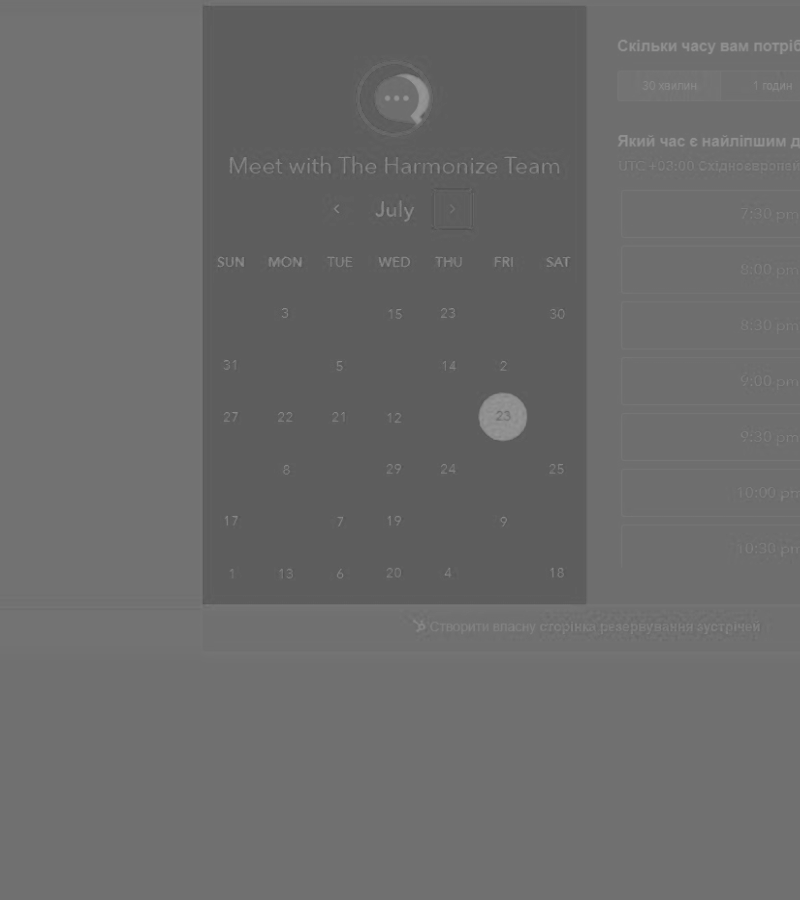 Meet with The Harmonize Team
July
SUN MON TUE WED THU FRI SAT
3 15 23 30
31 5 14 2
27 22 21 12 23
8 29 24 25
17 7 19 9
1 13 6 20 4 18
Скільки часу вам потріб
30 хвилин 1 годин
Який час є найліпшим д
UTC +03:00 Східноєвропей
7:30 pm
8:00 pm
8:30 pm
9:00 pm
9:30 pm
10:00 pm
10:30 pm
Створити власну сторінка резервування зустрічей